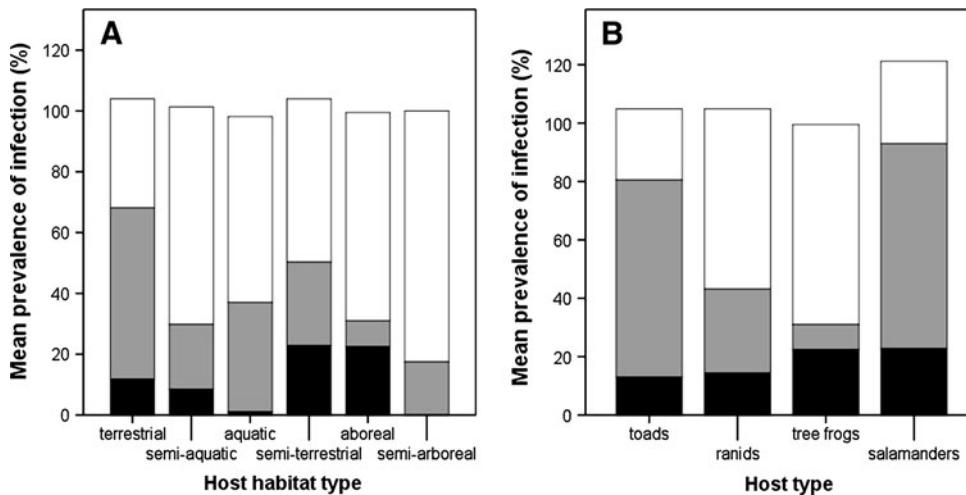 A
Mean prevalence of infection (%)
120
100
80
60
40
20
0
terrestrial
semi-aquatic
aquatic
semi-terrestrial
aboreal
semi-arboreal
Host habitat type
B
Mean prevalence of infection (%)
120
100
80
60
40
20
0
toads
ranids
tree frogs
salamanders
Host type